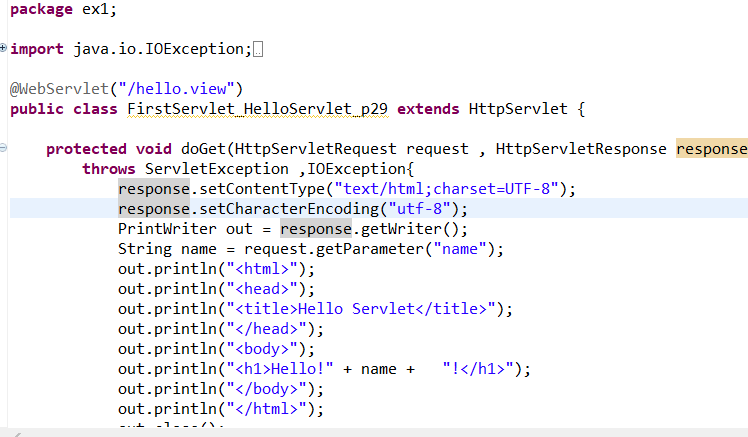 package ex1;
import java.io.IOException;
@WebServlet("/hello.view")
public class FirstServlet_HelloServlet_p29 extends HttpServlet {
protected void doGet(HttpServletRequest request , HttpServletResponse response
throws ServletException ,IOException{
response.setContentType("text/html;charset=UTF-8");
response.setCharacterEncoding("utf-8");
PrintWriter out = response.getWriter();
String name = request.getParameter("name");
out.println("<html>");
out.println("<head>");
out.println("<title>Hello Servlet</title>");
out.println("</head>");
out.println("<body>");
out.println("<h1>Hello!" + name +   "!</h1>");
out.println("</body>");
out.println("</html>");